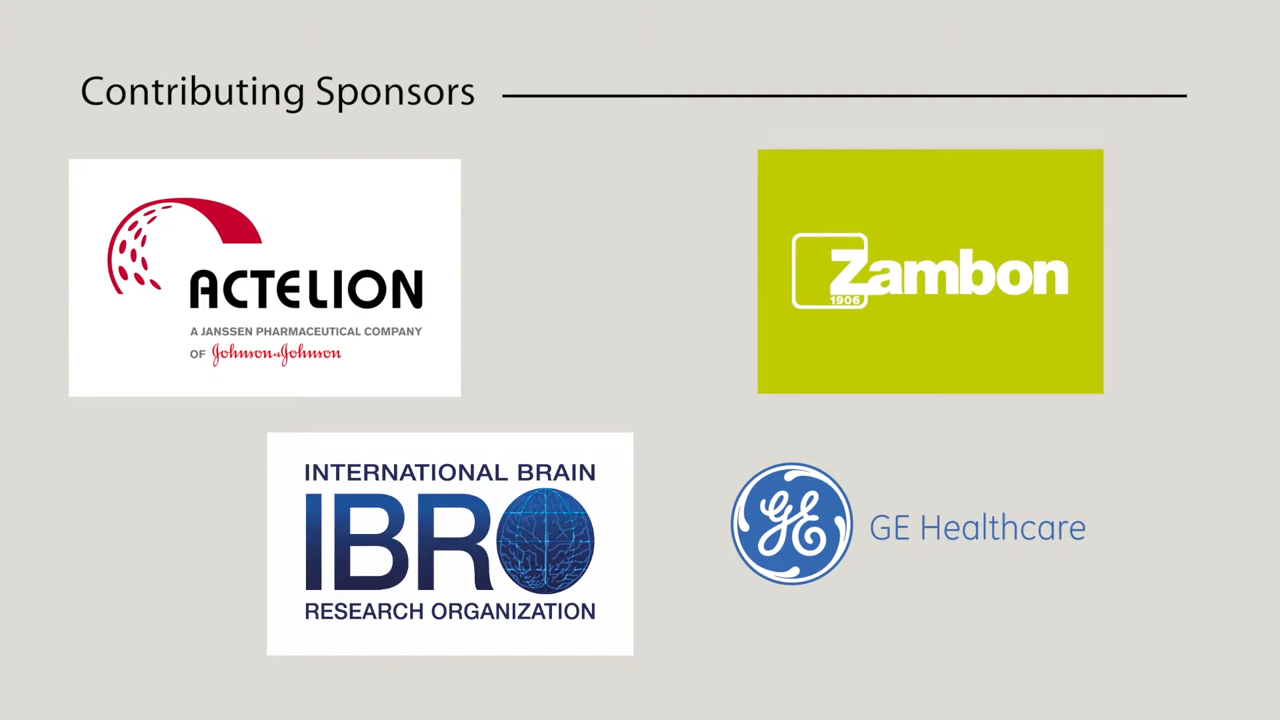 Contributing Sponsors
ACTELION
A JANSSEN PHARMACEUTICAL COMPANY
OF Johnson&Johnson
Zambon
1906
INTERNATIONAL BRAIN
IBRO
RESEARCH ORGANIZATION
GE GE Healthcare